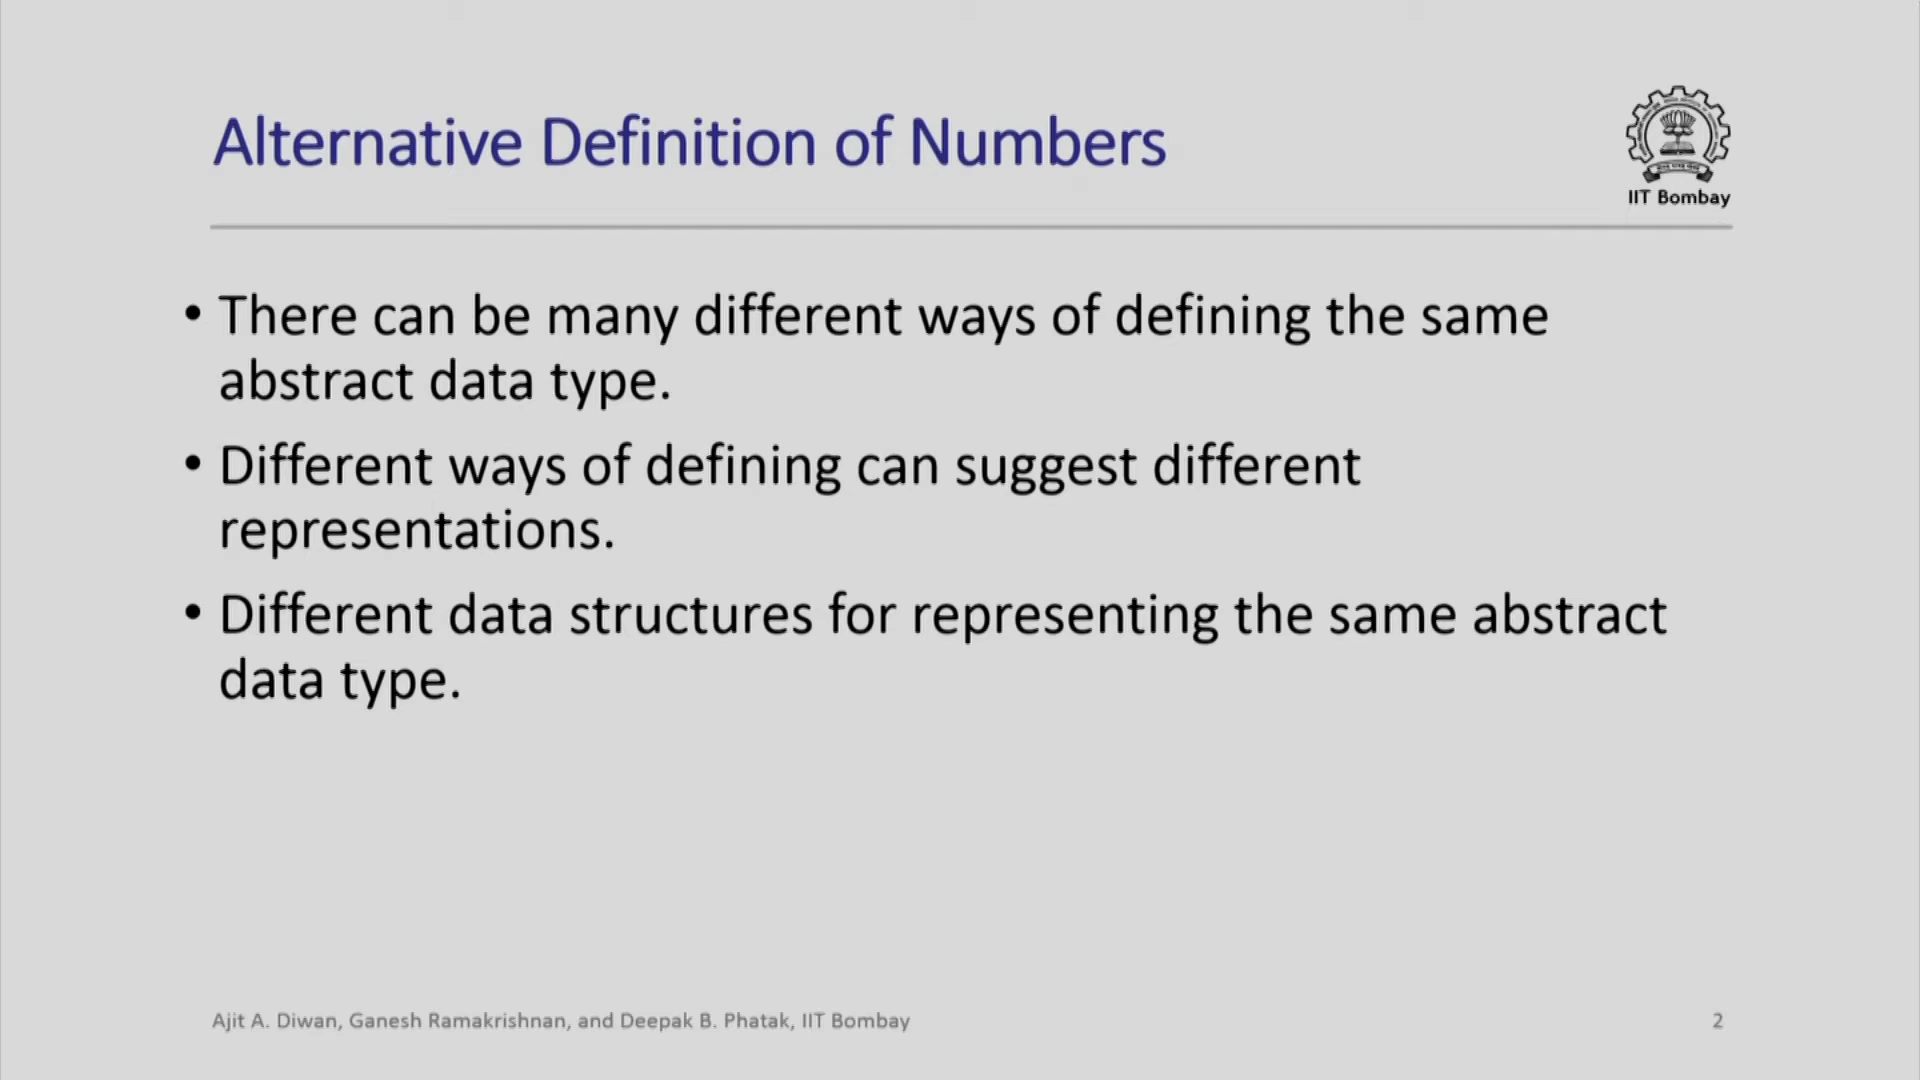 Alternative Definition of Numbers
IIT Bombay
• There can be many different ways of defining the same
abstract data type.
• Different ways of defining can suggest different
representations.
• Different data structures for representing the same abstract
data type.
Ajit A. Diwan, Ganesh Ramakrishnan, and Deepak B. Phatak, IIT Bombay
2